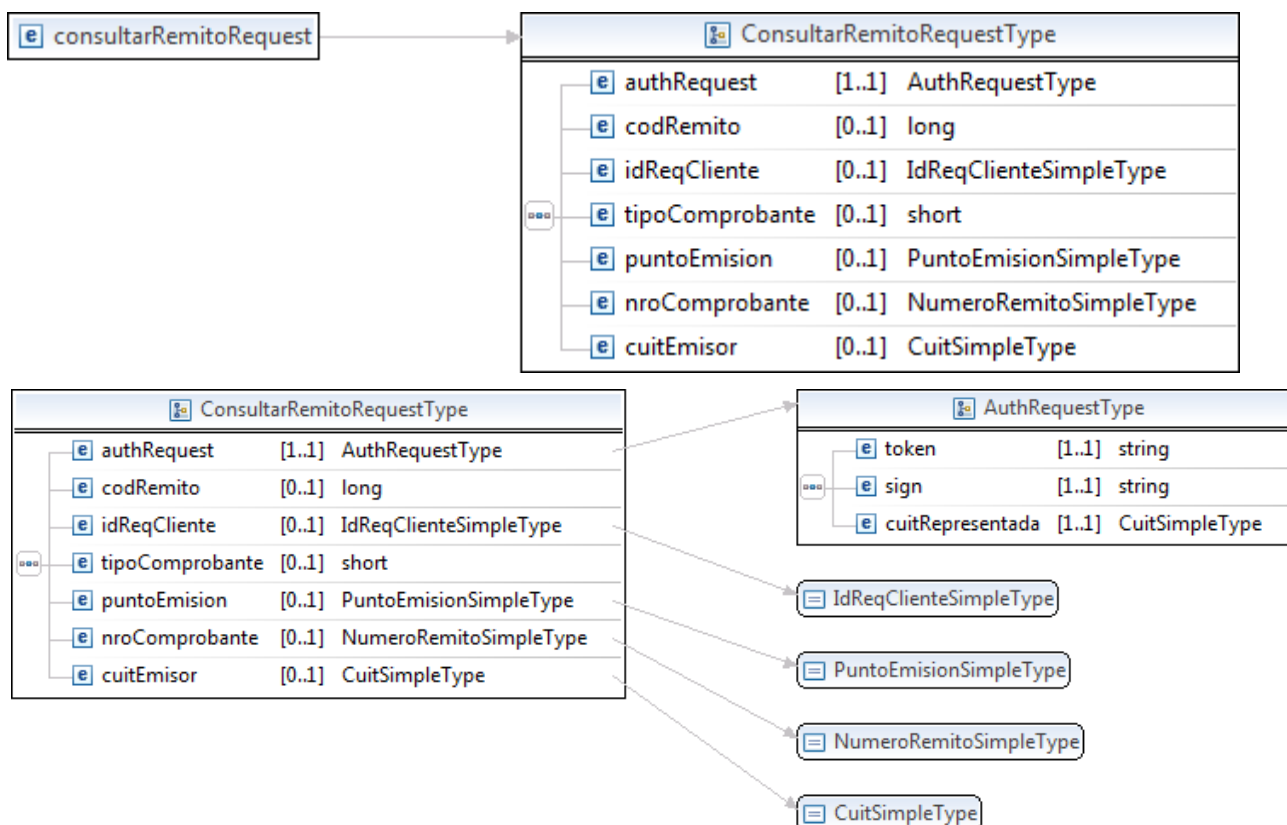 consultarRemitoRequest
ConsultarRemitoRequestType
authRequest [1..1] AuthRequestType
codRemito [0..1] long
idReqCliente [0..1] IdReqClienteSimpleType
tipoComprobante [0..1] short
puntoEmision [0..1] PuntoEmisionSimpleType
nroComprobante [0..1] NumeroRemitoSimpleType
cuitEmisor [0..1] CuitSimpleType
ConsultarRemitoRequestType
authRequest [1..1] AuthRequestType
codRemito [0..1] long
idReqCliente [0..1] IdReqClienteSimpleType
tipoComprobante [0..1] short
puntoEmision [0..1] PuntoEmisionSimpleType
nroComprobante [0..1] NumeroRemitoSimpleType
cuitEmisor [0..1] CuitSimpleType
AuthRequestType
token [1..1] string
sign [1..1] string
cuitRepresentada [1..1] CuitSimpleType
IdReqClienteSimpleType
PuntoEmisionSimpleType
NumeroRemitoSimpleType
CuitSimpleType